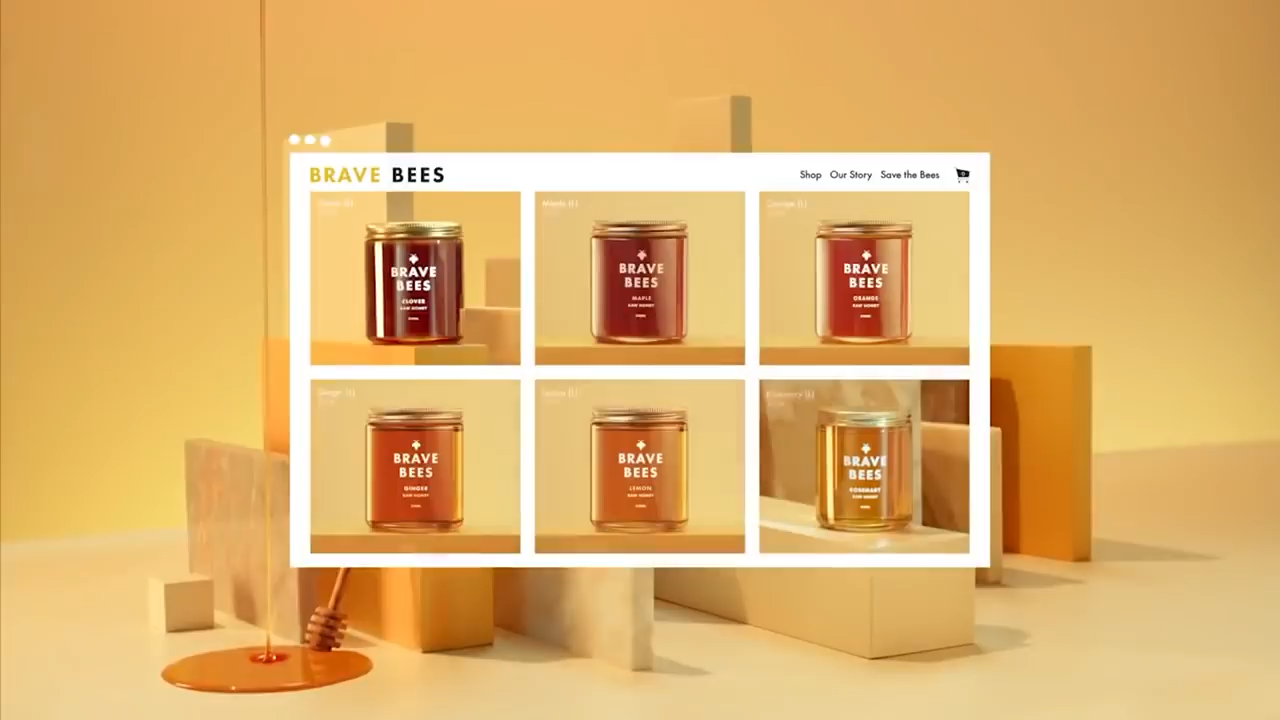 BRAVE BEES
Shop Our Story Save the Bees
Maple (L)
BRAVE
BEES
CLOVER
RAW HONEY
BRAVE
BEES
MAPLE
RAW HONEY
BRAVE
BEES
ORANGE
RAW HONEY
BRAVE
BEES
GINGER
RAW HONEY
BRAVE
BEES
LEMON
RAW HONEY
BRAVE
BEES
ROSEMARY
RAW HONEY